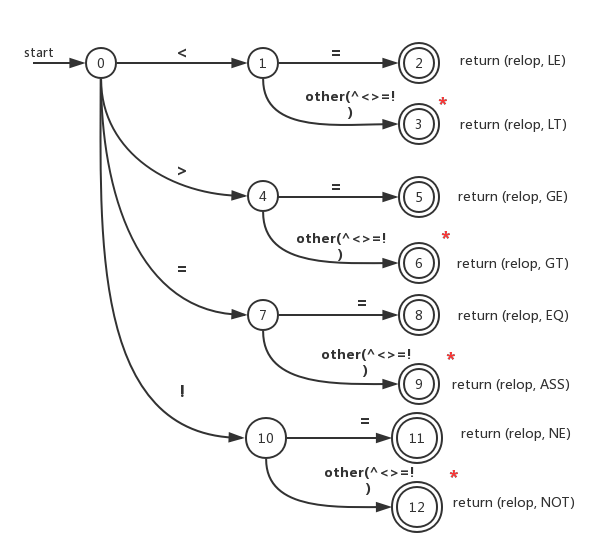 start
0
<
1
=
2
return (relop, LE)
other(^<>=!
)
3
*
return (relop, LT)
>
4
=
5
return (relop, GE)
other(^<>=!
)
6
*
return (relop, GT)
=
7
=
8
return (relop, EQ)
other(^<>=!
)
9
*
return (relop, ASS)
!
10
=
11
return (relop, NE)
other(^<>=!
)
12
*
return (relop, NOT)